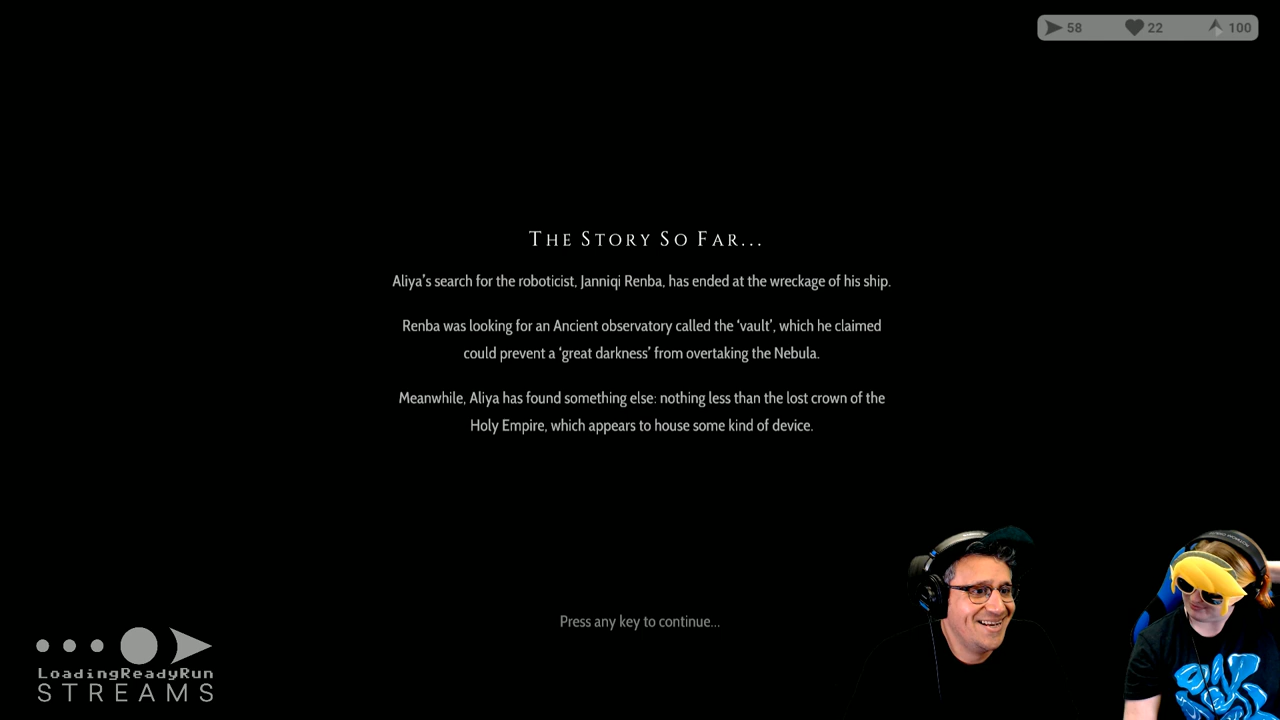 58 22 100
THE STORY SO FAR...
Aliya's search for the roboticist, Janniqi Renba, has ended at the wreckage of his ship.
Renba was looking for an Ancient observatory called the ‘vault’, which he claimed
could prevent a ‘great darkness’ from overtaking the Nebula.
Meanwhile, Aliya has found something else: nothing less than the lost crown of the
Holy Empire, which appears to house some kind of device.
Press any key to continue...
LoadingReadyRun
STREAMS